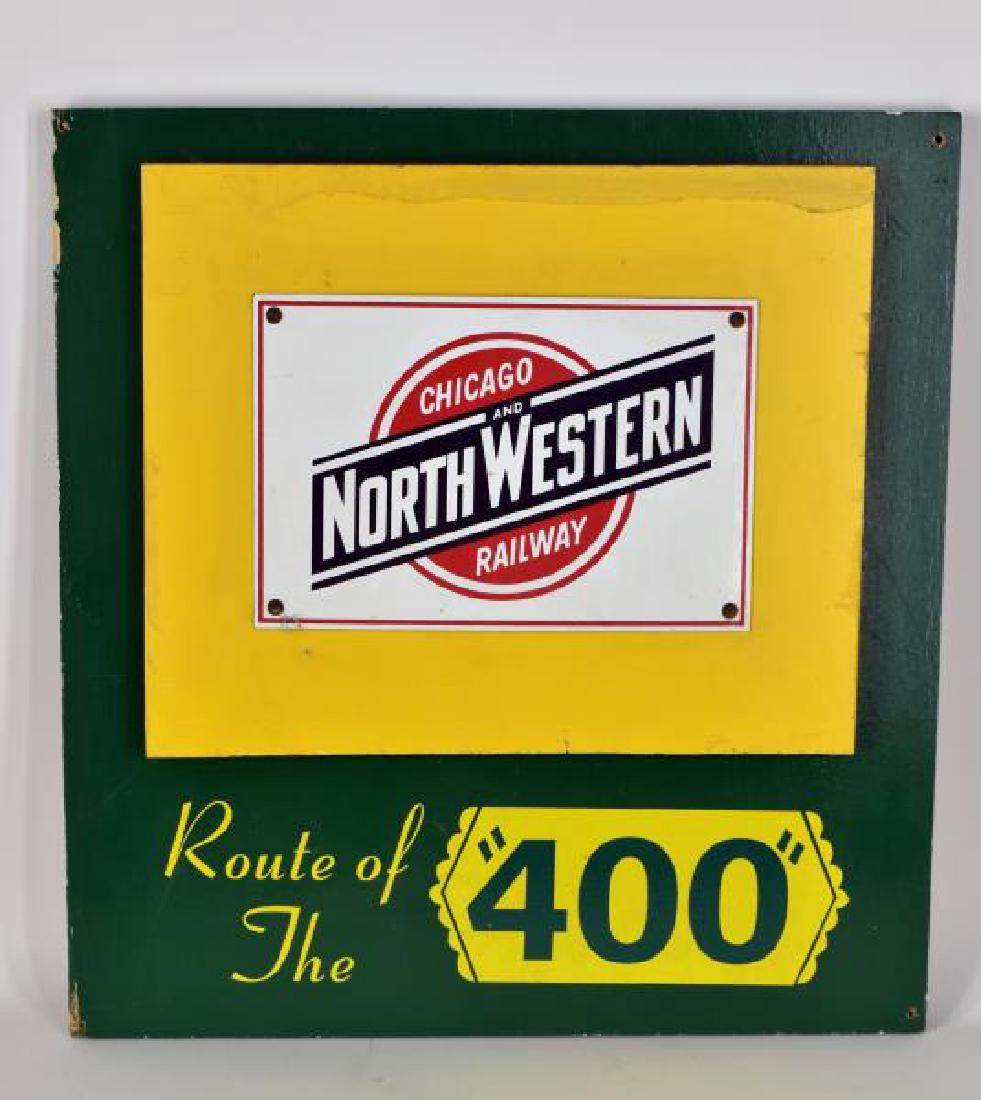 CHICAGO
AND
NORTH WESTERN
RAILWAY
Route of
The "400"